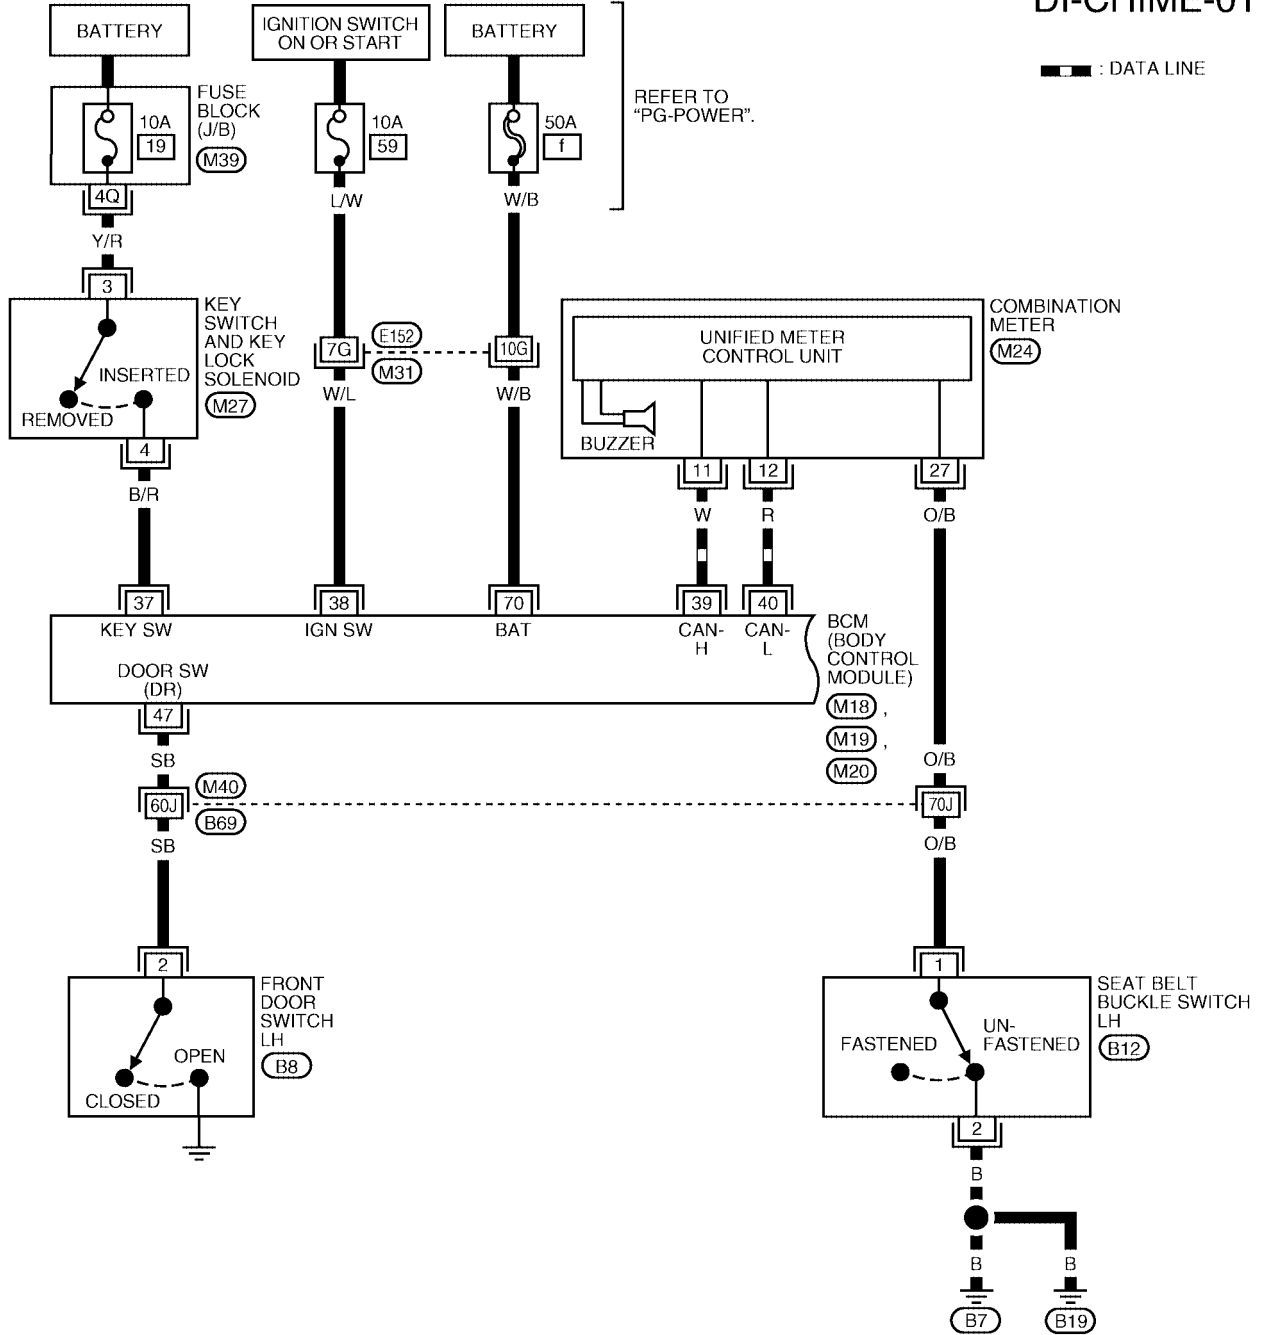 DI-CHIME-01
BATTERY
IGNITION SWITCH
ON OR START
BATTERY
: DATA LINE
REFER TO
“PG-POWER”.
FUSE
BLOCK
(J/B)
M39
10A
19
10A
59
50A
f
4Q
Y/R
L/W
W/B
3
KEY
SWITCH
AND KEY
LOCK
SOLENOID
M27
INSERTED
REMOVED
4
B/R
7G
E152
M31
10G
W/L
W/B
COMBINATION
METER
M24
UNIFIED METER
CONTROL UNIT
BUZZER
11
12
27
W
R
O/B
37
38
70
39
40
KEY SW
IGN SW
BAT
CAN-
H
CAN-
L
BCM
(BODY
CONTROL
MODULE)
M18 ,
M19 ,
M20
DOOR SW
(DR)
47
SB
O/B
60J
M40
B69
70J
SB
O/B
2
FRONT
DOOR
SWITCH
LH
B8
OPEN
CLOSED
1
SEAT BELT
BUCKLE SWITCH
LH
B12
FASTENED
UN-
FASTENED
2
B
B
B
B7
B19